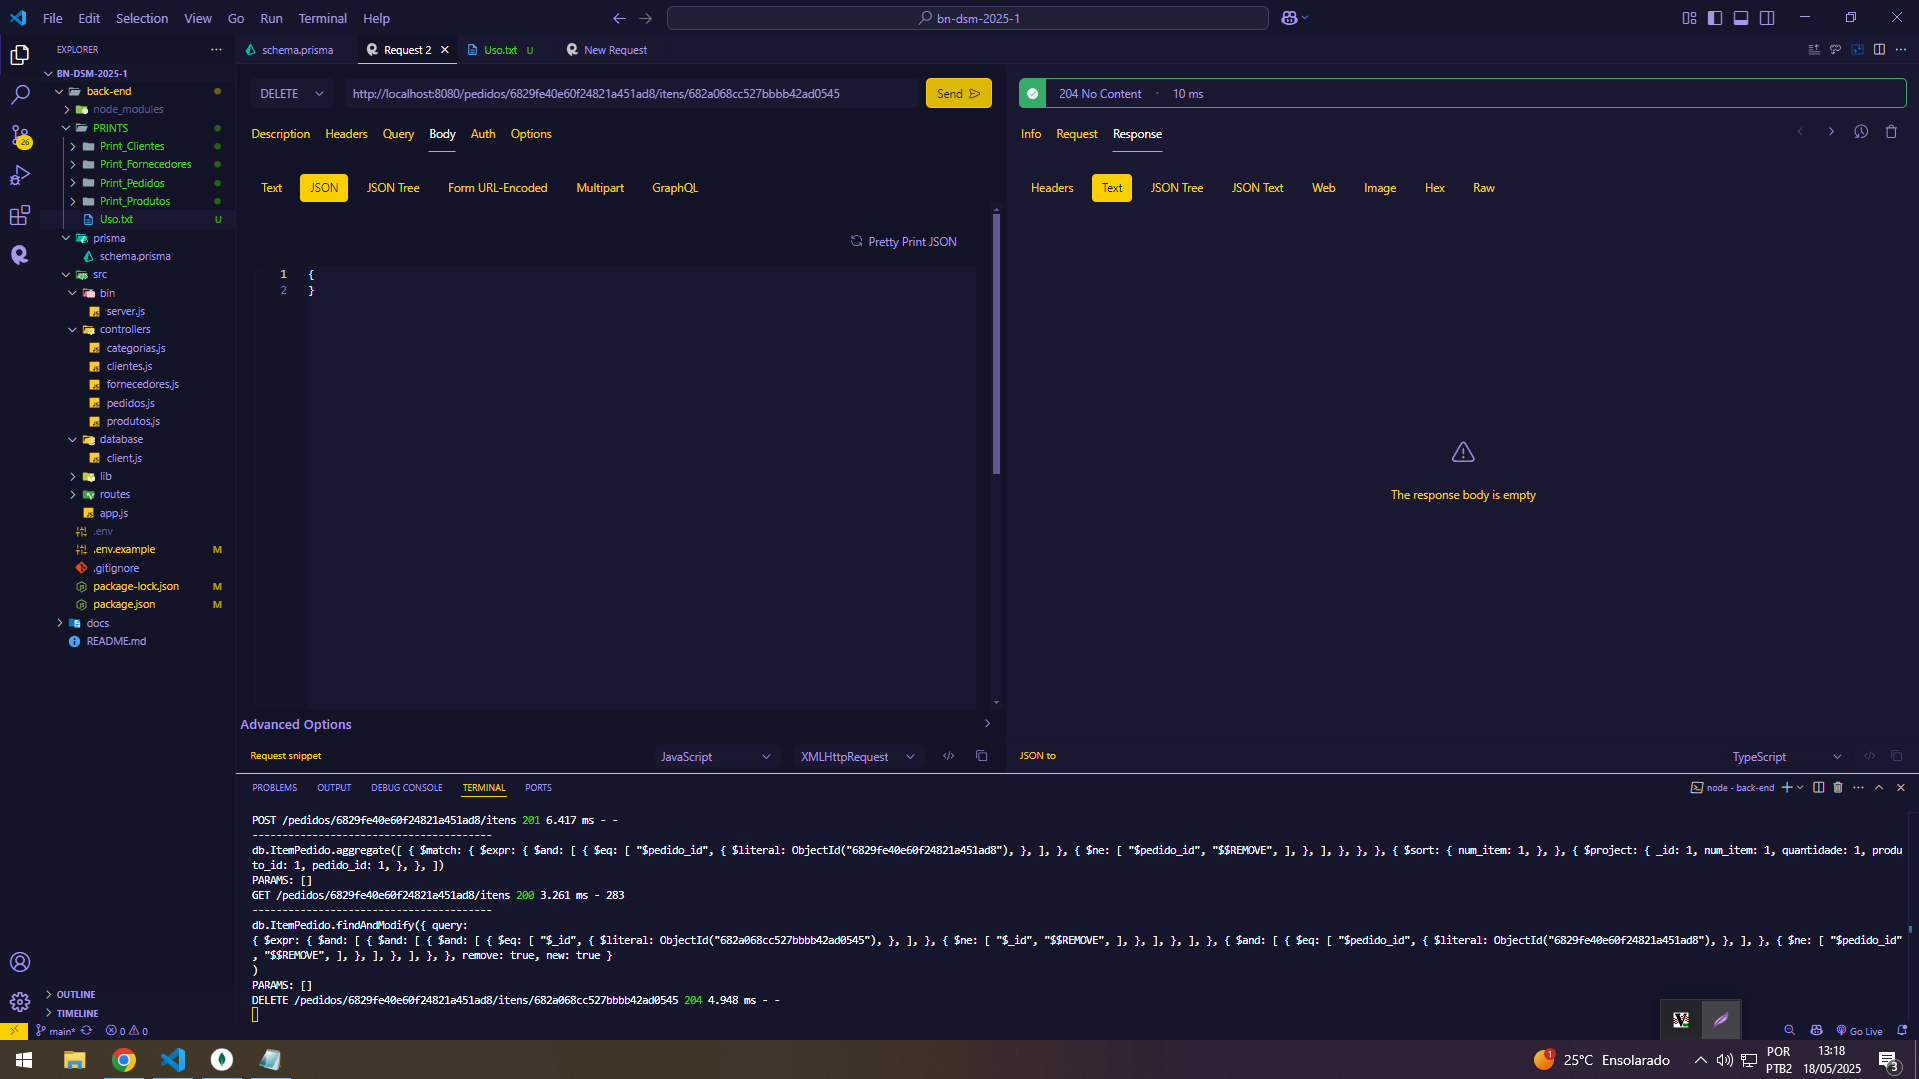 File Edit Selection View Go Run Terminal Help
bn-dsm-2025-1
EXPLORER
schema.prisma
Request 2
Uso.txt U
New Request
BN-DSM-2025-1
back-end
node_modules
PRINTS
Print_Clientes
Print_Fornecedores
Print_Pedidos
Print_Produtos
Uso.txt U
prisma
schema.prisma
src
bin
server.js
controllers
categorias.js
clientes.js
fornecedores.js
pedidos.js
produtos.js
database
client.js
lib
routes
app.js
.env
.env.example M
.gitignore
package-lock.json M
package.json M
docs
README.md
OUTLINE
TIMELINE
26
DELETE
http://localhost:8080/pedidos/6829fe40e60f24821a451ad8/itens/682a068cc527bbbb42ad0545
Send
Description Headers Query Body Auth Options
Text JSON JSON Tree Form URL-Encoded Multipart GraphQL
Pretty Print JSON
1 {
2 }
Advanced Options
Request snippet
JavaScript
XMLHttpRequest
204 No Content · 10 ms
Info Request Response
Headers Text JSON Tree JSON Text Web Image Hex Raw
The response body is empty
JSON to
TypeScript
PROBLEMS OUTPUT DEBUG CONSOLE TERMINAL PORTS
node - back-end
POST /pedidos/6829fe40e60f24821a451ad8/itens 201 6.417 ms - -
----------------------------------------
db.ItemPedido.aggregate([ { $match: { $expr: { $and: [ { $eq: [ "$pedido_id", { $literal: ObjectId("6829fe40e60f24821a451ad8"), }, ], }, { $ne: [ "$pedido_id", "$$REMOVE", ], }, ], }, }, }, { $sort: { num_item: 1, }, }, { $project: { _id: 1, num_item: 1, quantidade: 1, produ
to_id: 1, pedido_id: 1, }, }, ])
PARAMS: []
GET /pedidos/6829fe40e60f24821a451ad8/itens 200 3.261 ms - 283
----------------------------------------
db.ItemPedido.findAndModify({ query:
{ $expr: { $and: [ { $and: [ { $and: [ { $eq: [ "$_id", { $literal: ObjectId("682a068cc527bbbb42ad0545"), }, ], }, { $ne: [ "$_id", "$$REMOVE", ], }, ], }, ], }, { $and: [ { $eq: [ "$pedido_id", { $literal: ObjectId("6829fe40e60f24821a451ad8"), }, ], }, { $ne: [ "$pedido_id"
, "$$REMOVE", ], }, ], }, ], }, }, remove: true, new: true }
)
PARAMS: []
DELETE /pedidos/6829fe40e60f24821a451ad8/itens/682a068cc527bbbb42ad0545 204 4.948 ms - -
main*
0 0
Go Live
1
25°C Ensolarado
POR
PTB2
13:18
18/05/2025
3